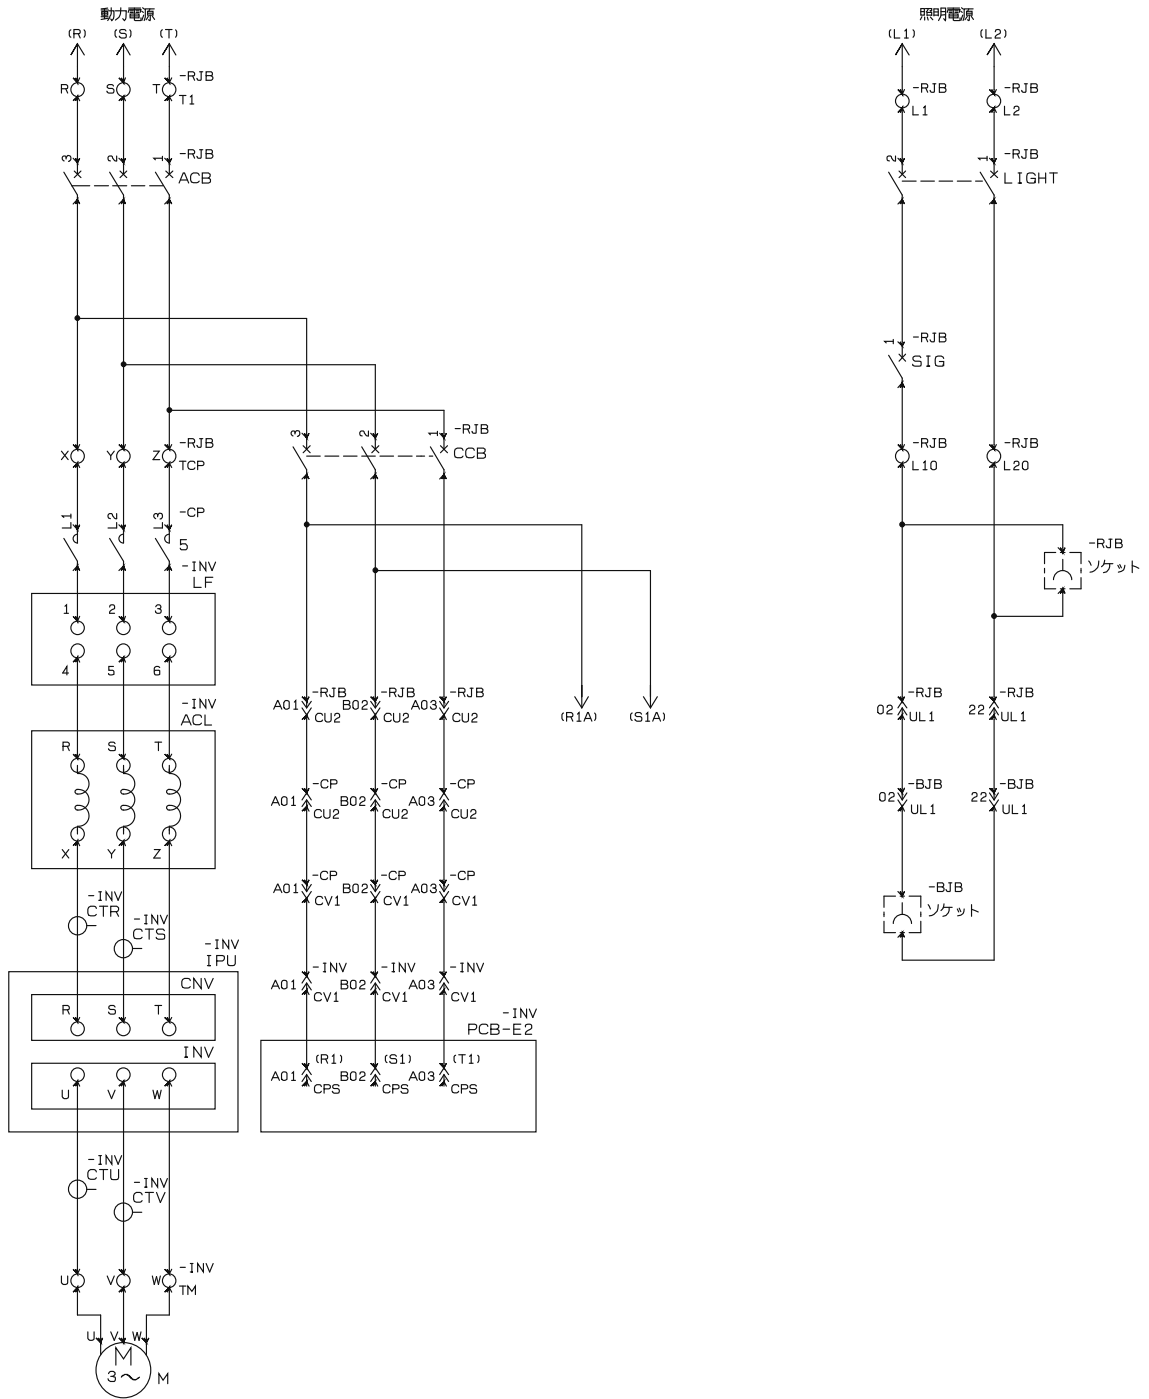 動力電源 照明電源
(R) (S) (T) (L1) (L2)
-RJB
R S T T1
-RJB -RJB
L1 L2
3 2 1 -RJB
ACB
2 1 -RJB
LIGHT
1 -RJB
SIG
3 2 1 -RJB
CCB
X Y Z -RJB
TCP
-RJB -RJB
L10 L20
L1 L2 L3 -CP
5
-RJB
ソケット
-INV
LF
1 2 3
4 5 6
-INV
ACL
-RJB -RJB -RJB -RJB -RJB
A01 B02 A03 02 22
CU2 CU2 CU2 (R1A) (S1A) UL1 UL1
R S T
-CP -CP -CP -BJB -BJB
A01 B02 A03 02 22
CU2 CU2 CU2 UL1 UL1
X Y Z
-CP -CP -CP
A01 B02 A03
CV1 CV1 CV1
-BJB
ソケット
-INV
CTR
-INV
CTS
-INV
IPU
-INV -INV -INV
A01 B02 A03
CV1 CV1 CV1
CNV
R S T
-INV
PCB-E2
INV
(R1) (S1) (T1)
A01 B02 A03
CPS CPS CPS
U V W
-INV
CTU
-INV
CTV
-INV
U V W TM
U V W
M
3～ M